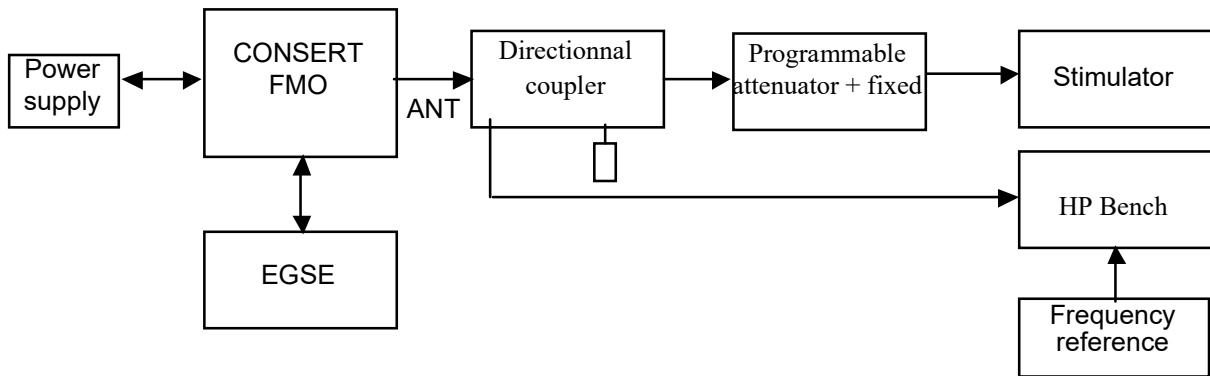 Power
supply
CONSERT
FMO
ANT
Directionnal
coupler
Programmable
attenuator + fixed
Stimulator
HP Bench
EGSE
Frequency
reference